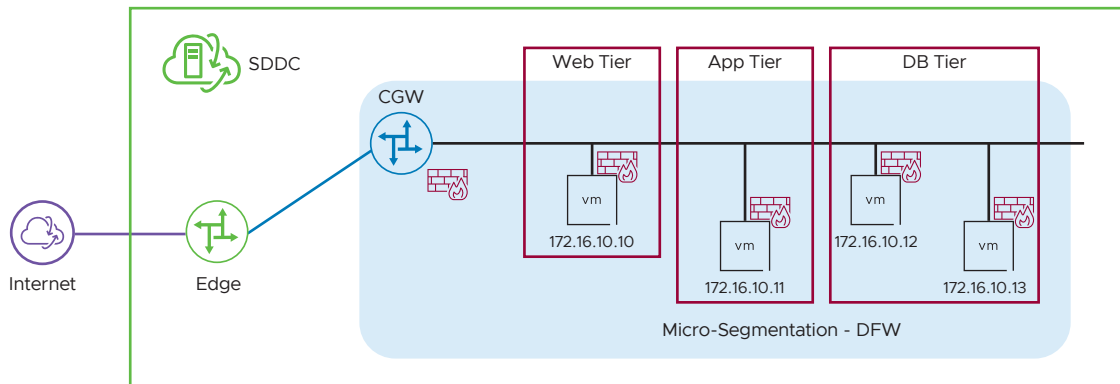 SDDC
Web Tier
App Tier
DB Tier
CGW
vm
172.16.10.10
vm
172.16.10.11
vm
172.16.10.12
vm
172.16.10.13
Internet
Edge
Micro-Segmentation - DFW